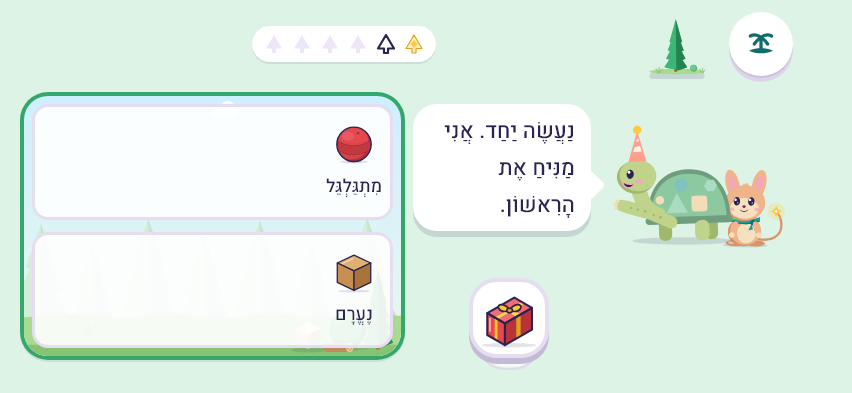 נַעֲשֶׂה יַחַד. אֲנִי
מַנִּיחַ אֶת
הָרִאשׁוֹן.
מִתְגַּלְגֵּל
נֶעֱרָם